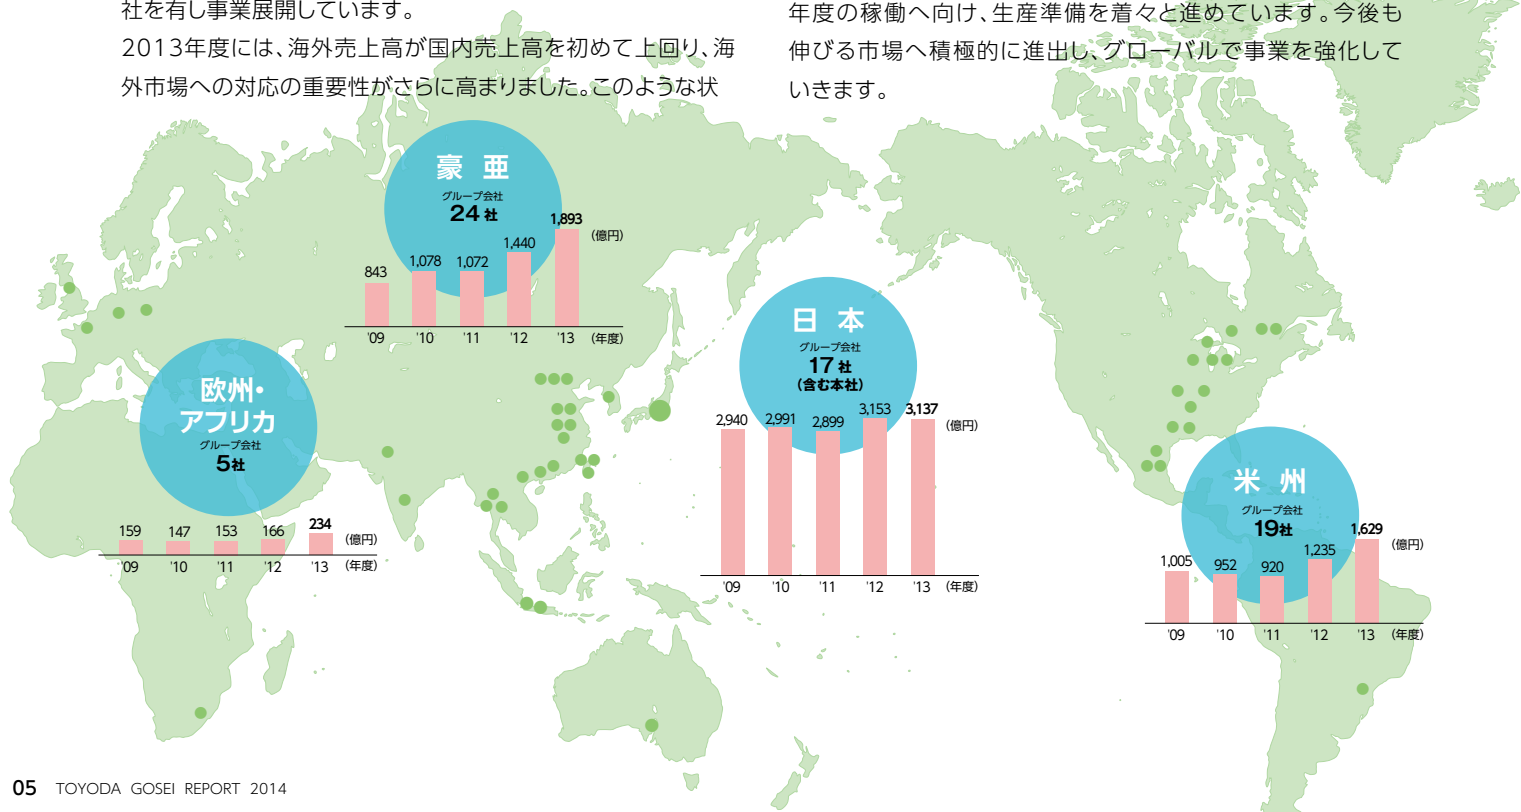 社を有し事業展開しています。
2013年度には、海外売上高が国内売上高を初めて上回り、海
外市場への対応の重要性がさらに高まりました。このような状
年度の稼働へ向け、生産準備を着々と進めています。今後も
伸びる市場へ積極的に進出し、グローバルで事業を強化して
いきます。
豪 亜
グループ会社
24 社
843
1,078
1,072
1,440
1,893
（億円）
'09
'10
'11
'12
'13
（年度）
日 本
グループ会社
17 社
（含む本社）
2,940
2,991
2,899
3,153
3,137
（億円）
'09
'10
'11
'12
'13
（年度）
欧州・
アフリカ
グループ会社
5社
159
147
153
166
234
（億円）
'09
'10
'11
'12
'13
（年度）
米 州
グループ会社
19社
1,005
952
920
1,235
1,629
（億円）
'09
'10
'11
'12
'13
（年度）
05 TOYODA GOSEI REPORT 2014